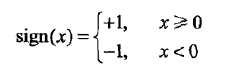 sign(x) = { +1, x ⩾ 0
−1, x < 0